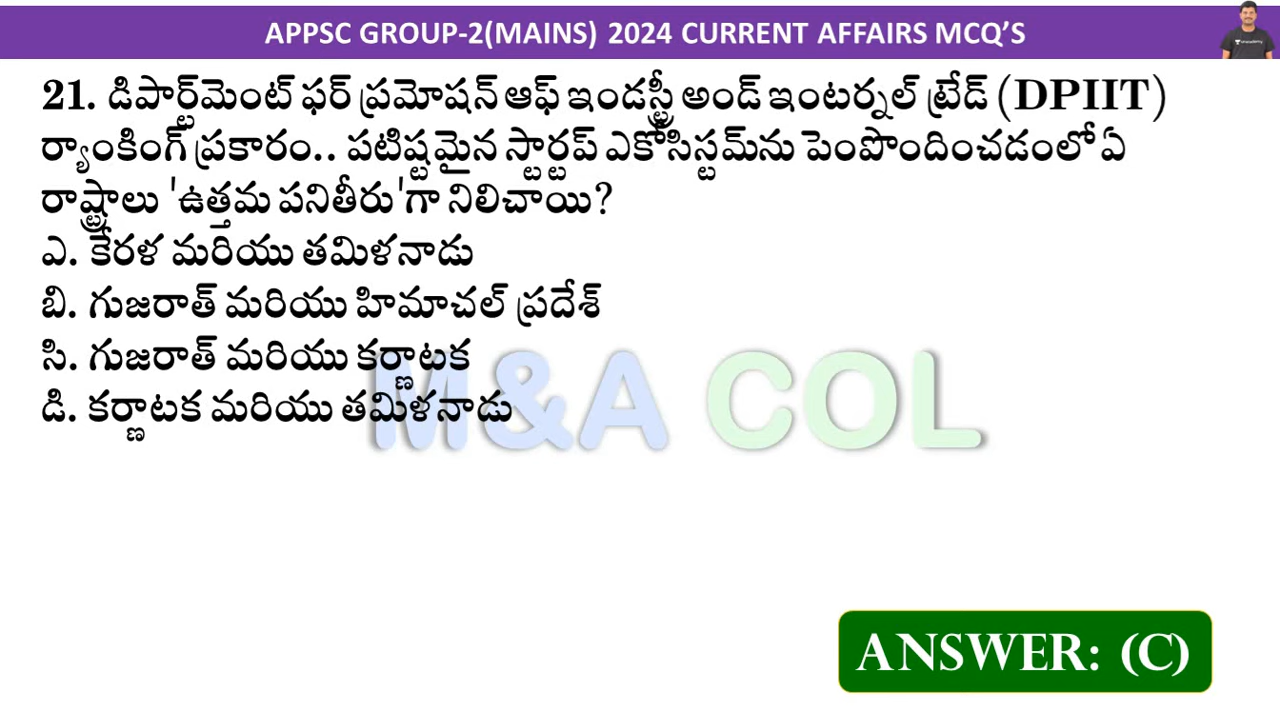 APPSC GROUP-2(MAINS) 2024 CURRENT AFFAIRS MCQ’S
21. డిపార్ట్‌మెంట్ ఫర్ ప్రమోషన్ ఆఫ్ ఇండస్ట్రీ అండ్ ఇంటర్నల్ ట్రేడ్ (DPIIT)
ర్యాంకింగ్ ప్రకారం.. పటిష్టమైన స్టార్టప్ ఎకోసిస్టమ్‌ను పెంపొందించడంలో ఏ
రాష్ట్రాలు 'ఉత్తమ పనితీరు'గా నిలిచాయి?
ఎ. కేరళ మరియు తమిళనాడు
బి. గుజరాత్ మరియు హిమాచల్ ప్రదేశ్
సి. గుజరాత్ మరియు కర్ణాటక
డి. కర్ణాటక మరియు తమిళనాడు
M&A COL
ANSWER: (C)